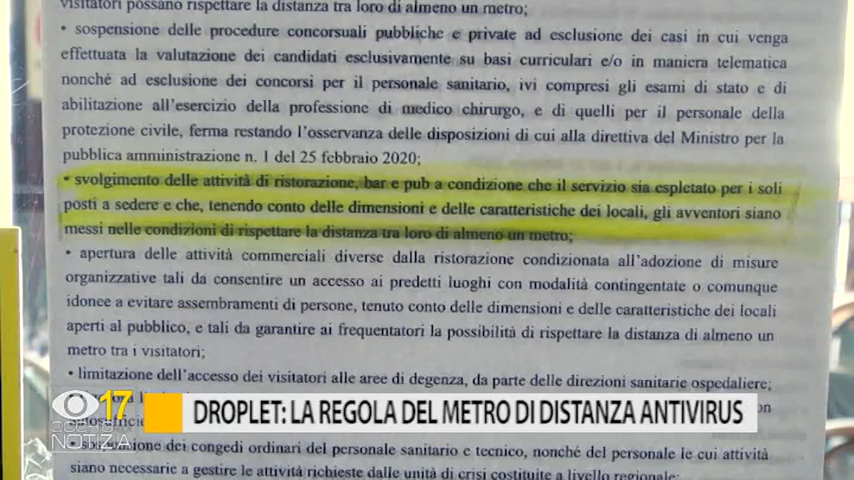 visitatori possano rispettare la distanza tra loro di almeno un metro;
• sospensione delle procedure concorsuali pubbliche e private ad esclusione dei casi in cui venga
effettuata la valutazione dei candidati esclusivamente su basi curriculari e/o in maniera telematica
nonché ad esclusione dei concorsi per il personale sanitario, ivi compresi gli esami di stato e di
abilitazione all'esercizio della professione di medico chirurgo, e di quelli per il personale della
protezione civile, ferma restando l'osservanza delle disposizioni di cui alla direttiva del Ministro per la
pubblica amministrazione n. 1 del 25 febbraio 2020;
• svolgimento delle attività di ristorazione, bar e pub a condizione che il servizio sia espletato per i soli
posti a sedere e che, tenendo conto delle dimensioni e delle caratteristiche dei locali, gli avventori siano
messi nelle condizioni di rispettare la distanza tra loro di almeno un metro;
• apertura delle attività commerciali diverse dalla ristorazione condizionata all'adozione di misure
organizzative tali da consentire un accesso ai predetti luoghi con modalità contingentate o comunque
idonee a evitare assembramenti di persone, tenuto conto delle dimensioni e delle caratteristiche dei locali
aperti al pubblico, e tali da garantire ai frequentatori la possibilità di rispettare la distanza di almeno un
metro tra i visitatori;
• limitazione dell'accesso dei visitatori alle aree di degenza, da parte delle direzioni sanitarie ospedaliere;
17
DROPLET: LA REGOLA DEL METRO DI DISTANZA ANTIVIRUS
OCCHIO
NOTIZIA
dei congedi ordinari del personale sanitario e tecnico, nonché del personale le cui attività
siano necessarie a gestire le attività richieste dalle unità di crisi costituite a livello regionale;